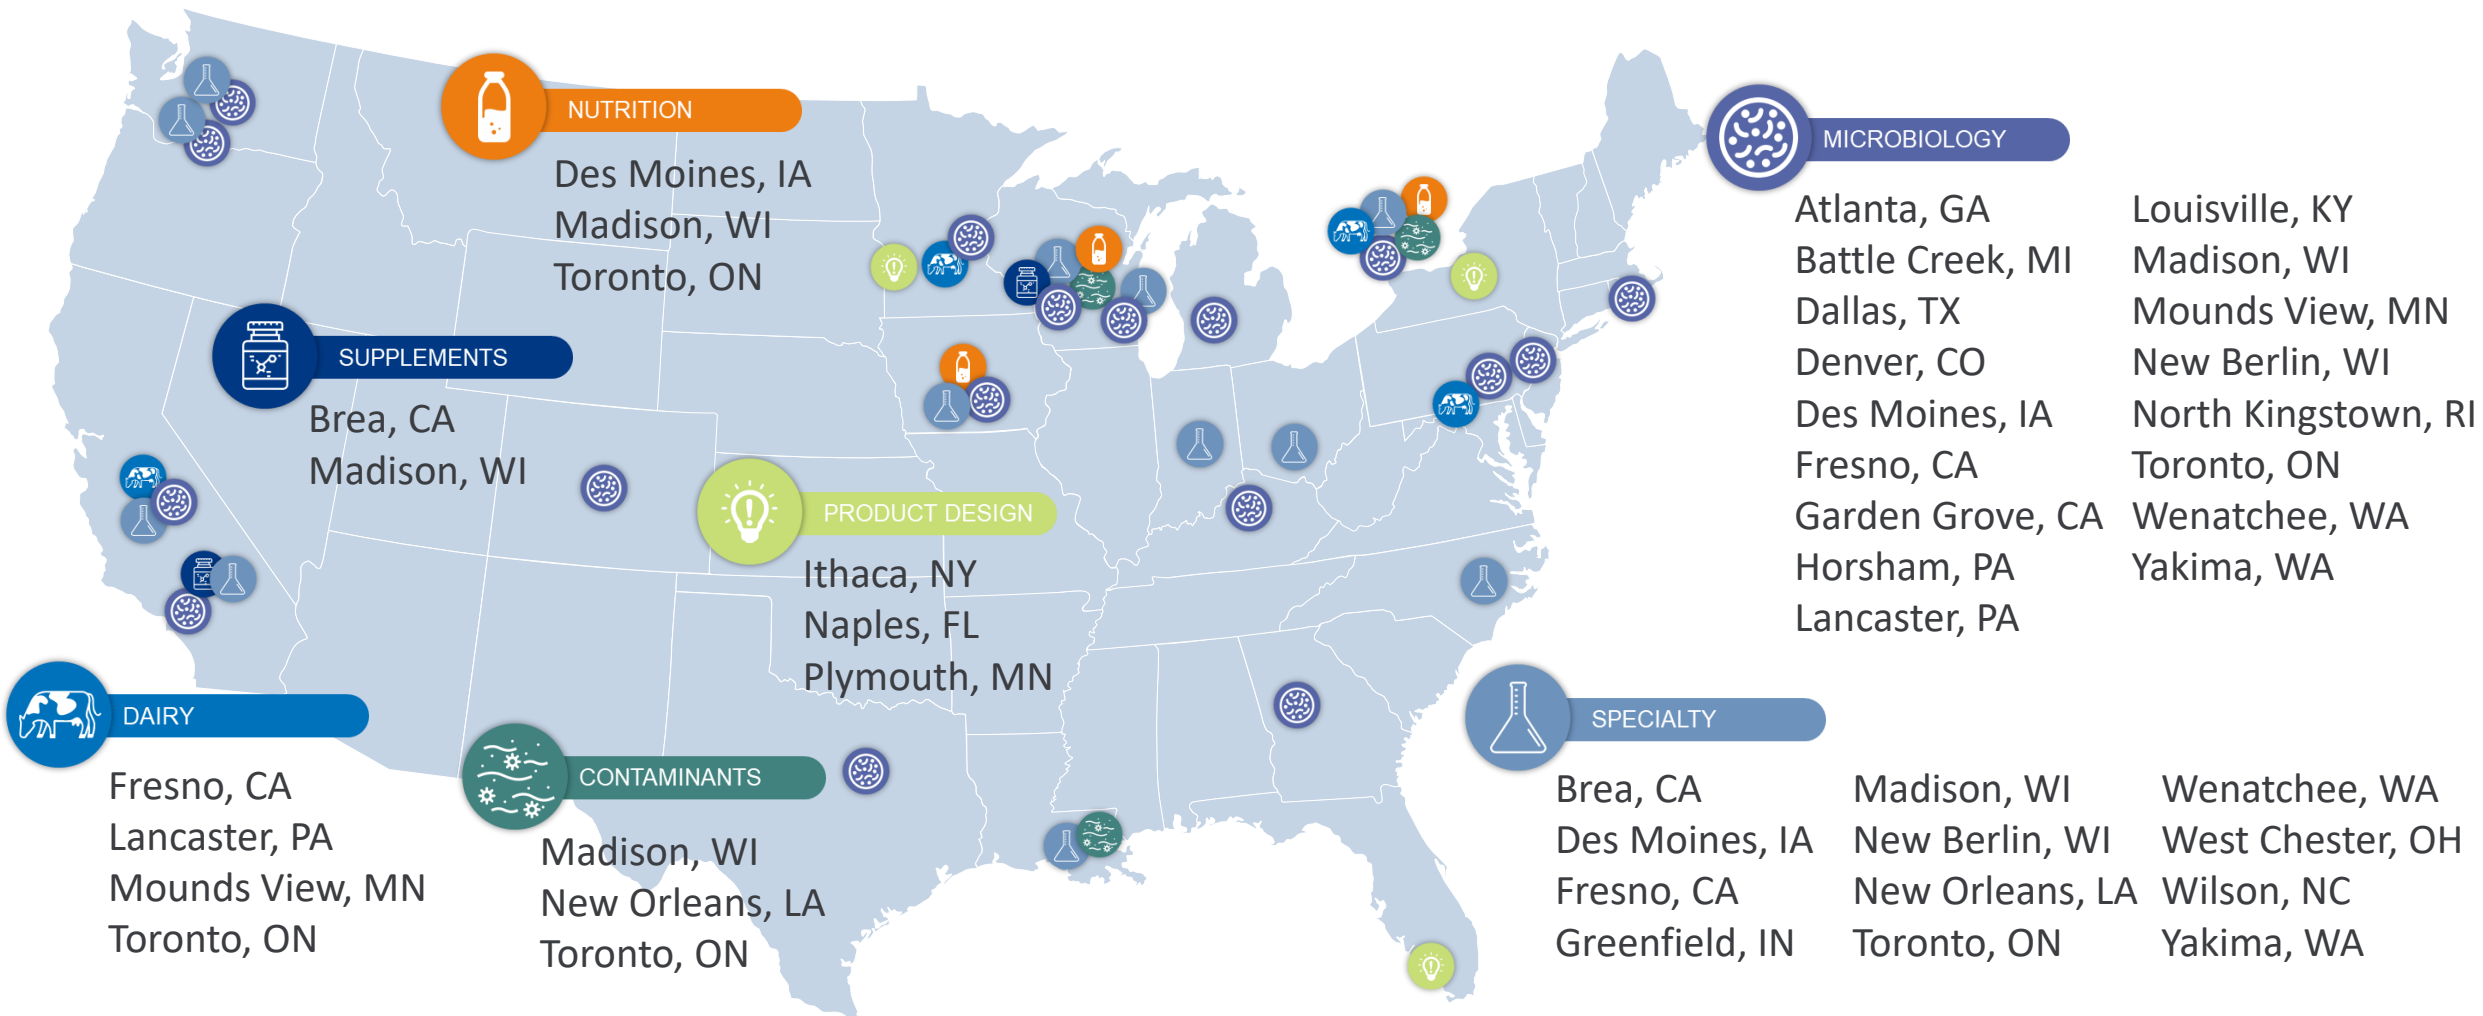 NUTRITION
Des Moines, IA
Madison, WI
Toronto, ON
SUPPLEMENTS
Brea, CA
Madison, WI
PRODUCT DESIGN
Ithaca, NY
Naples, FL
Plymouth, MN
DAIRY
Fresno, CA
Lancaster, PA
Mounds View, MN
Toronto, ON
CONTAMINANTS
Madison, WI
New Orleans, LA
Toronto, ON
MICROBIOLOGY
Atlanta, GA
Battle Creek, MI
Dallas, TX
Denver, CO
Des Moines, IA
Fresno, CA
Garden Grove, CA
Horsham, PA
Lancaster, PA
Louisville, KY
Madison, WI
Mounds View, MN
New Berlin, WI
North Kingstown, RI
Toronto, ON
Wenatchee, WA
Yakima, WA
SPECIALTY
Brea, CA
Des Moines, IA
Fresno, CA
Greenfield, IN
Madison, WI
New Berlin, WI
New Orleans, LA
Toronto, ON
Wenatchee, WA
West Chester, OH
Wilson, NC
Yakima, WA